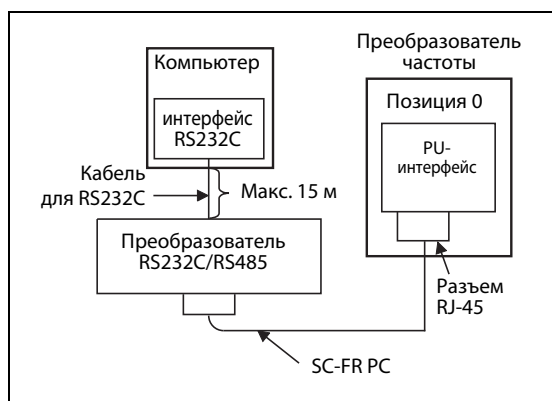 Компьютер
интерфейс
RS232C
Кабель
для RS232C
Макс. 15 м
Преобразователь
RS232C/RS485
SC-FR PC
Преобразователь
частоты
Позиция 0
PU-
интерфейс
Разъем
RJ-45